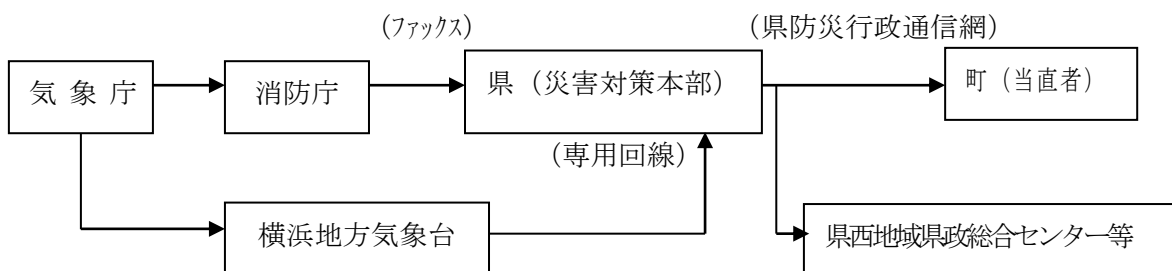 (ファックス)
(県防災行政通信網)
気 象 庁
消防庁
県（災害対策本部）
町（当直者）
(専用回線)
横浜地方気象台
県西地域県政総合センター等